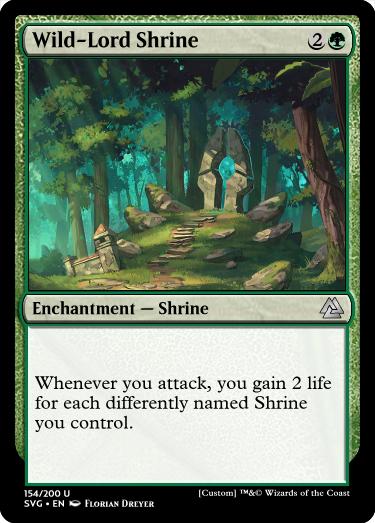 Wild-Lord Shrine 2
Enchantment — Shrine
Whenever you attack, you gain 2 life
for each differently named Shrine
you control.
154/200 U
SVG • EN Florian Dreyer
[Custom] ™&© Wizards of the Coast